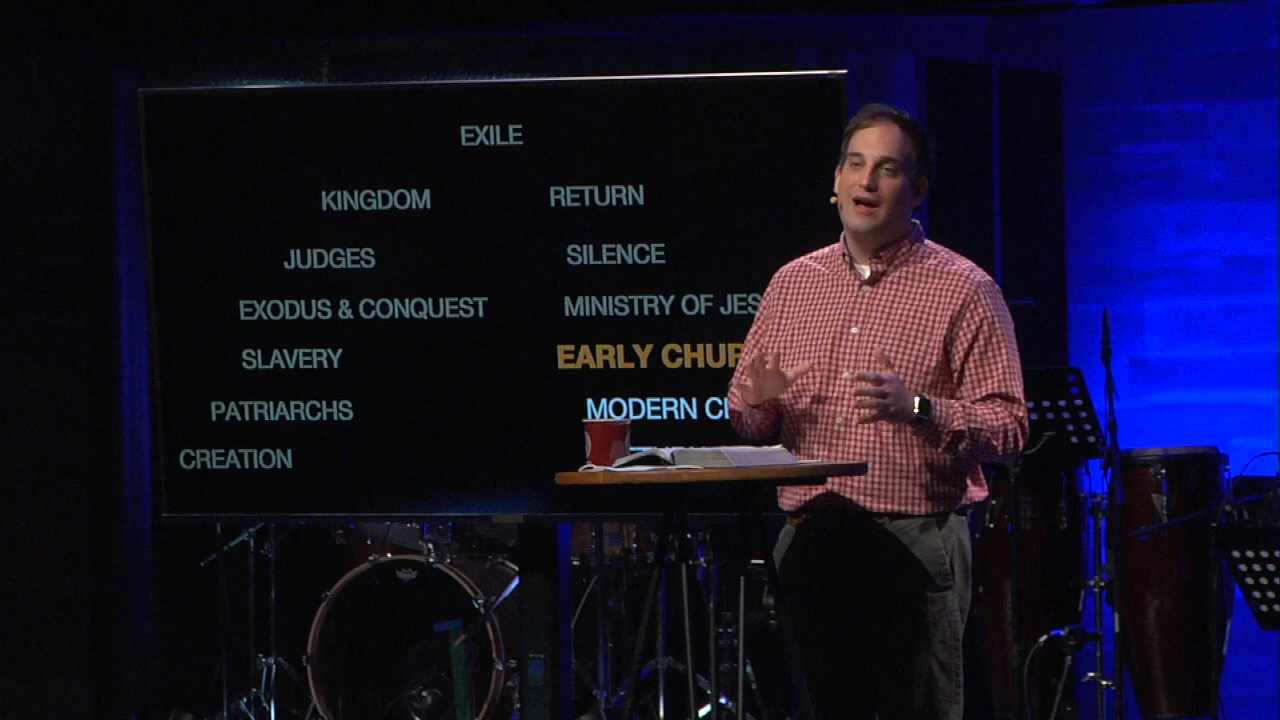 EXILE
KINGDOM RETURN
JUDGES SILENCE
EXODUS & CONQUEST MINISTRY OF
SLAVERY EARLY
PATRIARCHS MODERN
CREATION